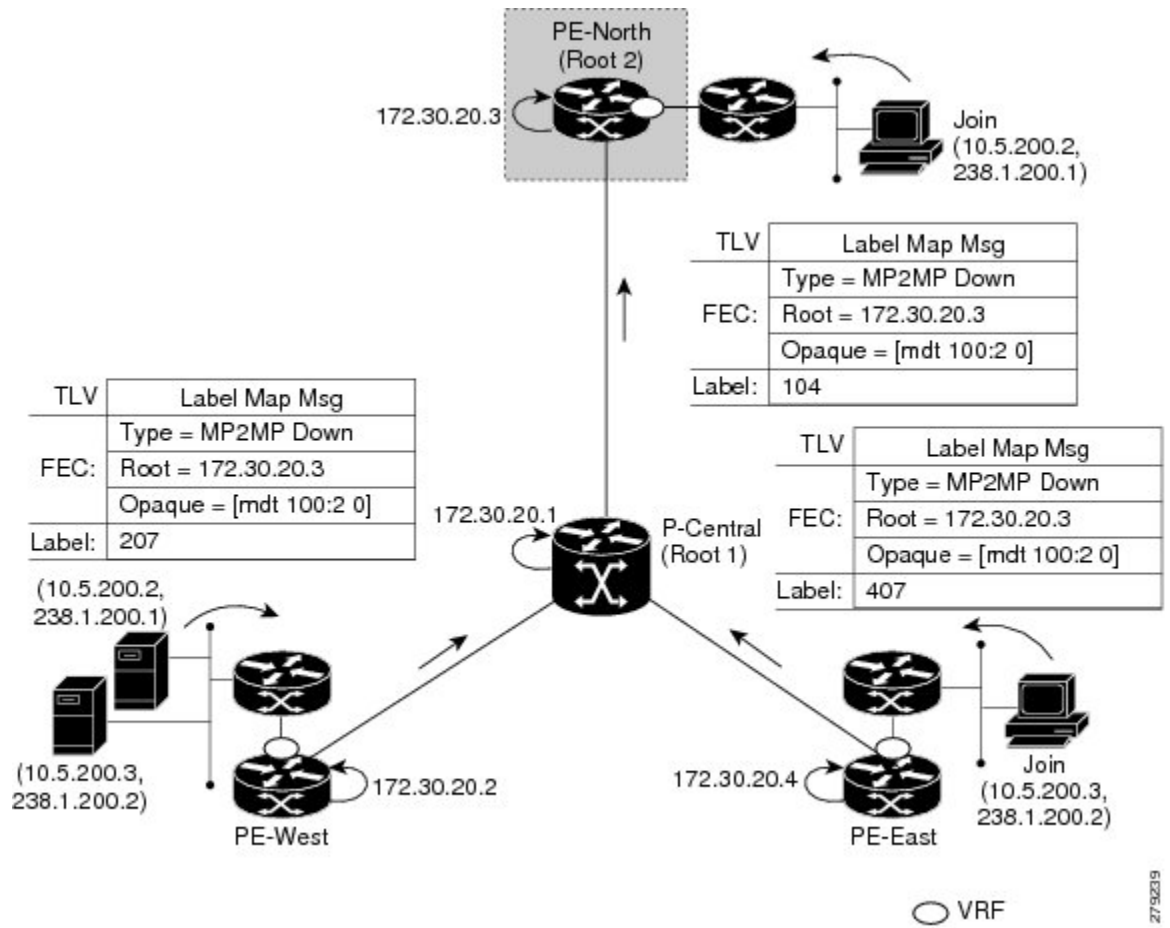 PE-North
(Root 2)
172.30.20.3
Join
(10.5.200.2,
238.1.200.1)
TLV
Label Map Msg
FEC:
Type = MP2MP Down
Root = 172.30.20.3
Opaque = [mdt 100:2 0]
Label:
104
TLV
Label Map Msg
FEC:
Type = MP2MP Down
Root = 172.30.20.3
Opaque = [mdt 100:2 0]
Label:
207
TLV
Label Map Msg
FEC:
Type = MP2MP Down
Root = 172.30.20.3
Opaque = [mdt 100:2 0]
Label:
407
172.30.20.1
P-Central
(Root 1)
(10.5.200.2,
238.1.200.1)
(10.5.200.3,
238.1.200.2)
172.30.20.2
PE-West
172.30.20.4
PE-East
Join
(10.5.200.3,
238.1.200.2)
VRF
279239